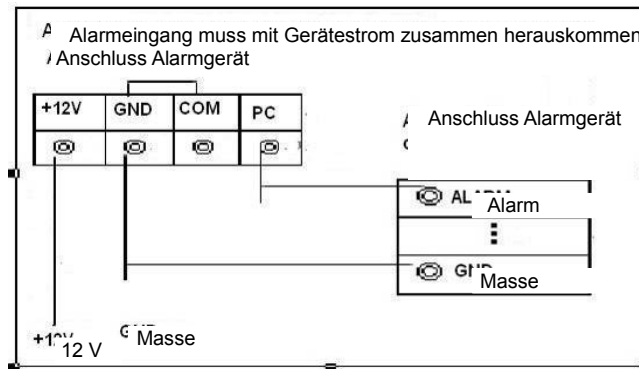 Alarmeingang muss mit Gerätestrom zusammen herauskommen
Anschluss Alarmgerät
+12V GND COM PC
Anschluss Alarmgerät
Alarm
Masse
12 V Masse